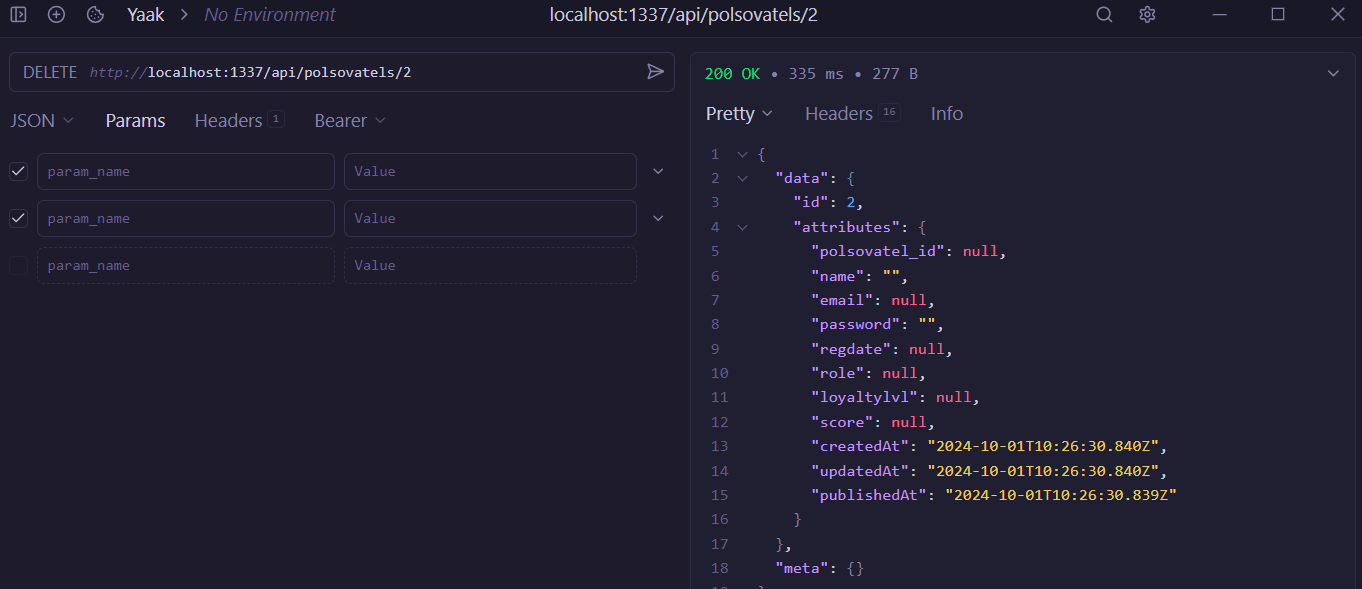 Yaak > No Environment
localhost:1337/api/polsovatels/2
DELETE http://localhost:1337/api/polsovatels/2
JSON Params Headers 1 Bearer
param_name Value
param_name Value
param_name Value
200 OK • 335 ms • 277 B
Pretty Headers 16 Info
1 {
2 "data": {
3 "id": 2,
4 "attributes": {
5 "polsovatel_id": null,
6 "name": "",
7 "email": null,
8 "password": "",
9 "regdate": null,
10 "role": null,
11 "loyaltylvl": null,
12 "score": null,
13 "createdAt": "2024-10-01T10:26:30.840Z",
14 "updatedAt": "2024-10-01T10:26:30.840Z",
15 "publishedAt": "2024-10-01T10:26:30.839Z"
16 }
17 },
18 "meta": {}